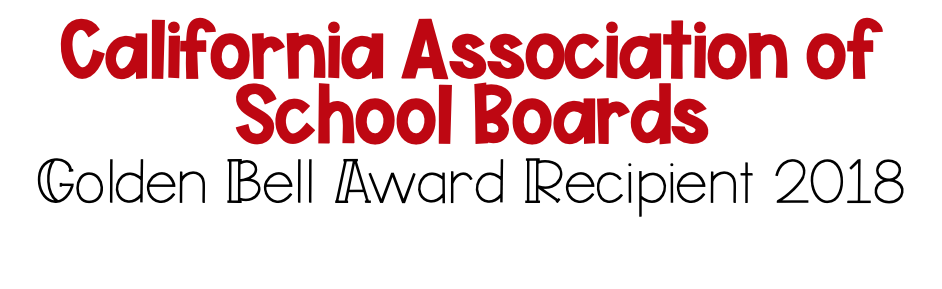 California Association of
School Boards
Golden Bell Award Recipient 2018